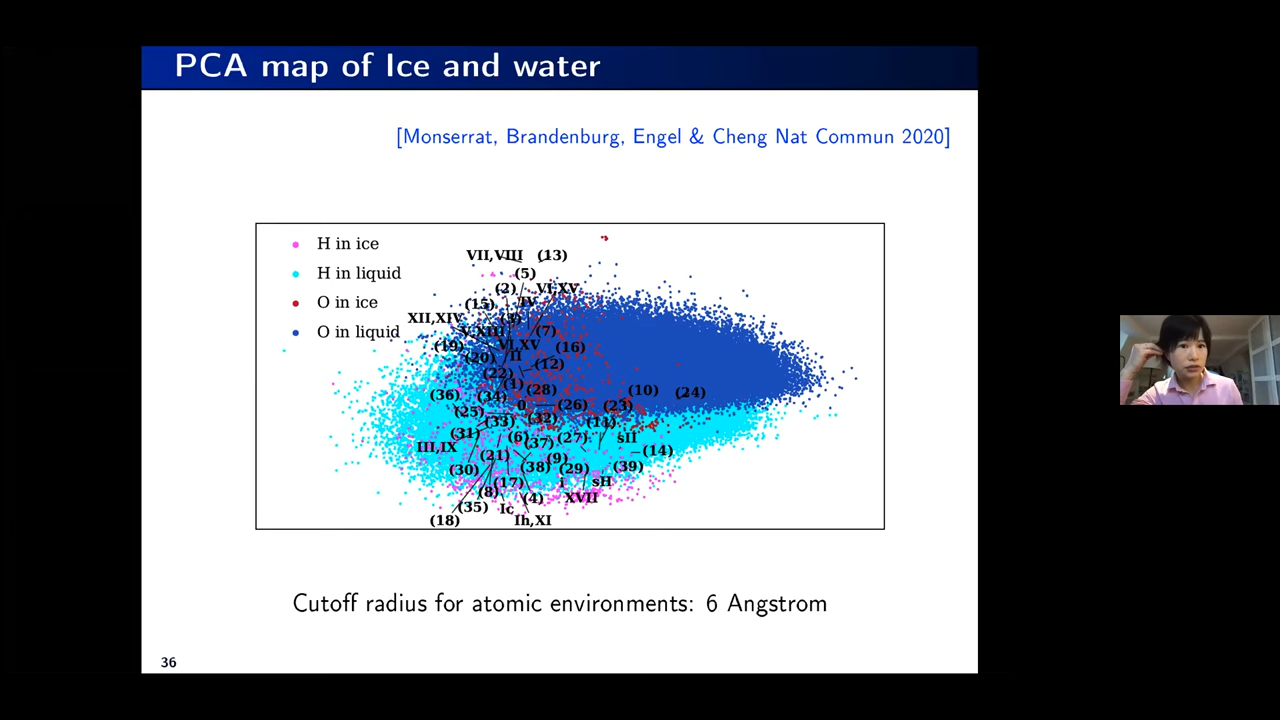 PCA map of Ice and water
[Monserrat, Brandenburg, Engel & Cheng Nat Commun 2020]
H in ice
H in liquid
O in ice
O in liquid
VII,VIII (13)
(5)
(2) VI,XV
(15) IV
XII,XIV (3)
V,XIII (7)
(19) VI,XV (16)
(20) II
(22) (12)
(1) (28) (10) (24)
(36) (34)
(25) 0 (26) (23)
(33) (32) (11)
(31) (6) (37) (27) sII
III,IX (21) (9) (14)
(30) (38) (29) (39)
(17) i sH
(8) (4) XVII
(35) Ic
(18) Ih,XI
Cutoff radius for atomic environments: 6 Angstrom
36